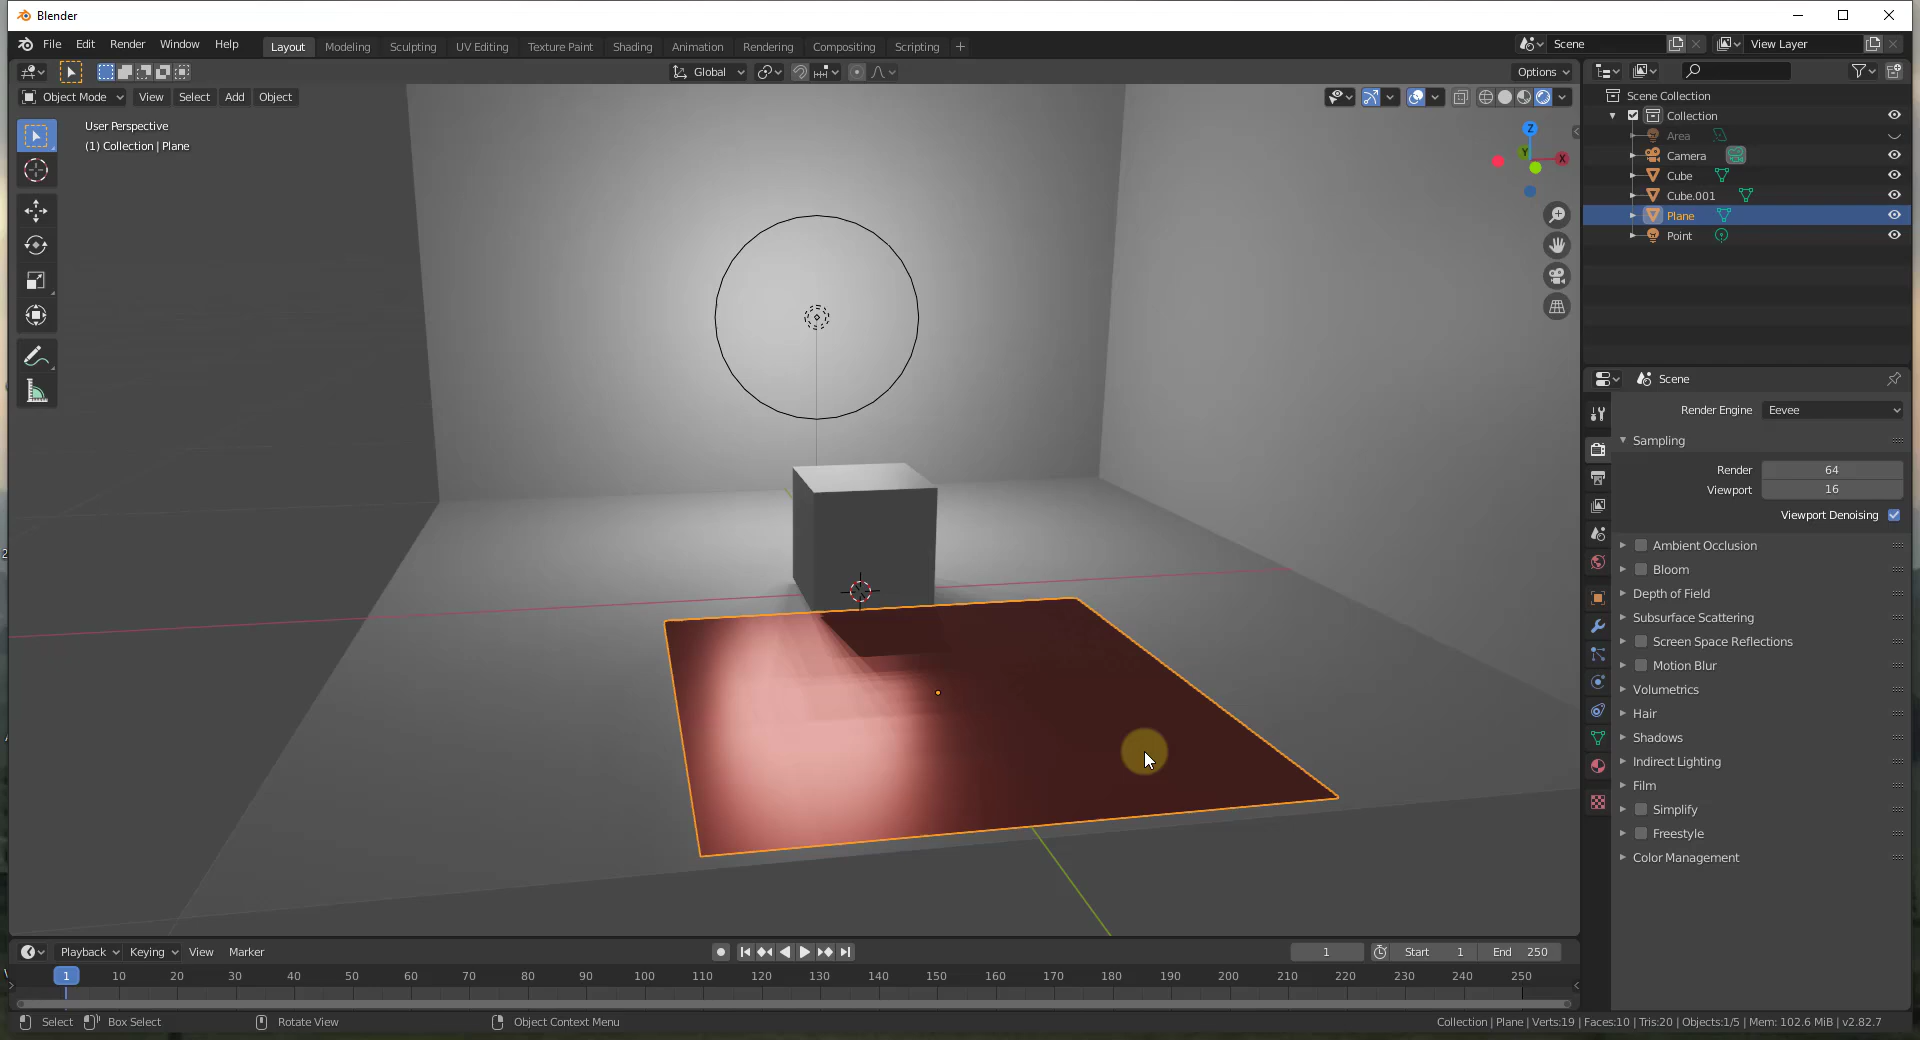 Blender
File Edit Render Window Help Layout Modeling Sculpting UV Editing Texture Paint Shading Animation Rendering Compositing Scripting + Scene View Layer
Global Options
Object Mode View Select Add Object
User Perspective
(1) Collection | Plane
Z
Y
X
Scene Collection
Collection
Area
Camera
Cube
Cube.001
Plane
Point
Scene
Render Engine Eevee
Sampling
Render 64
Viewport 16
Viewport Denoising
Ambient Occlusion
Bloom
Depth of Field
Subsurface Scattering
Screen Space Reflections
Motion Blur
Volumetrics
Hair
Shadows
Indirect Lighting
Film
Simplify
Freestyle
Color Management
Playback Keying View Marker 1 Start 1 End 250
1 10 20 30 40 50 60 70 80 90 100 110 120 130 140 150 160 170 180 190 200 210 220 230 240 250
Select Box Select Rotate View Object Context Menu Collection | Plane | Verts:19 | Faces:10 | Tris:20 | Objects:1/5 | Mem: 102.6 MiB | v2.82.7